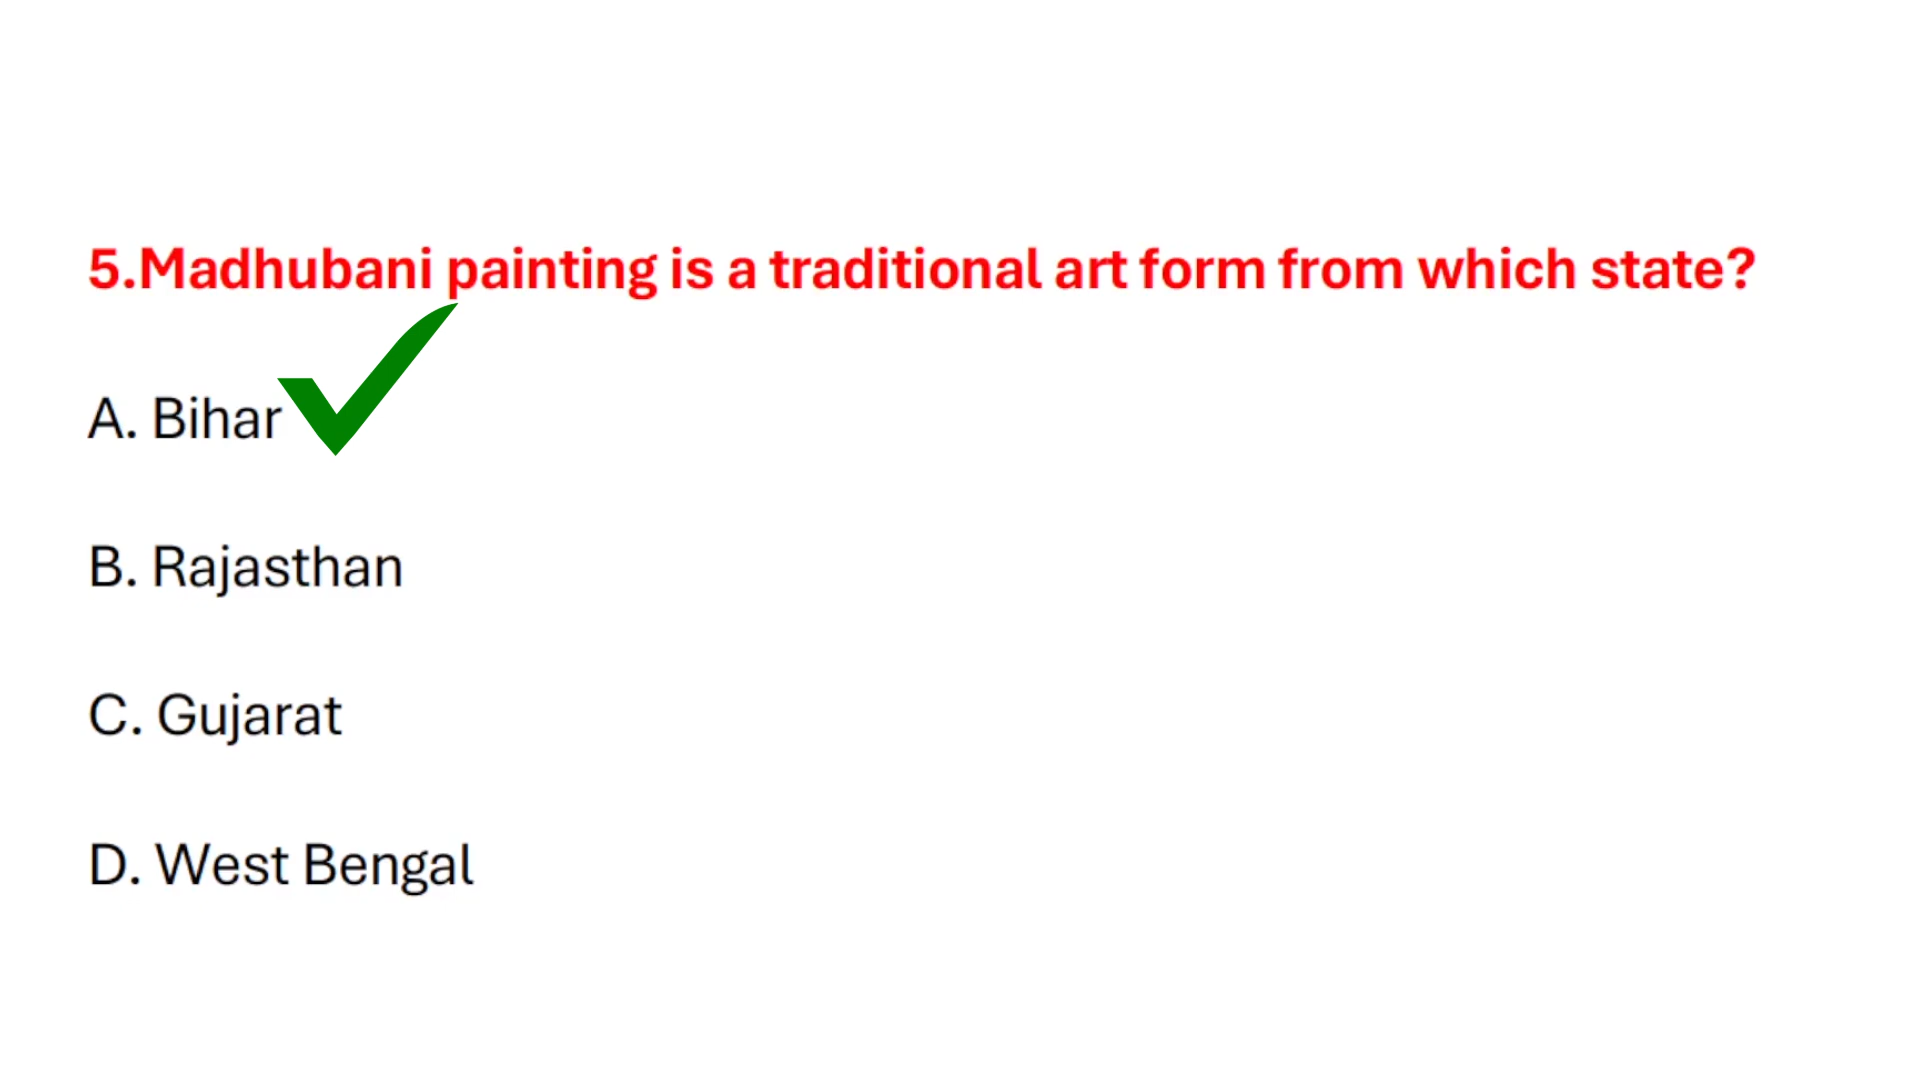 5.Madhubani painting is a traditional art form from which state?
A. Bihar
B. Rajasthan
C. Gujarat
D. West Bengal